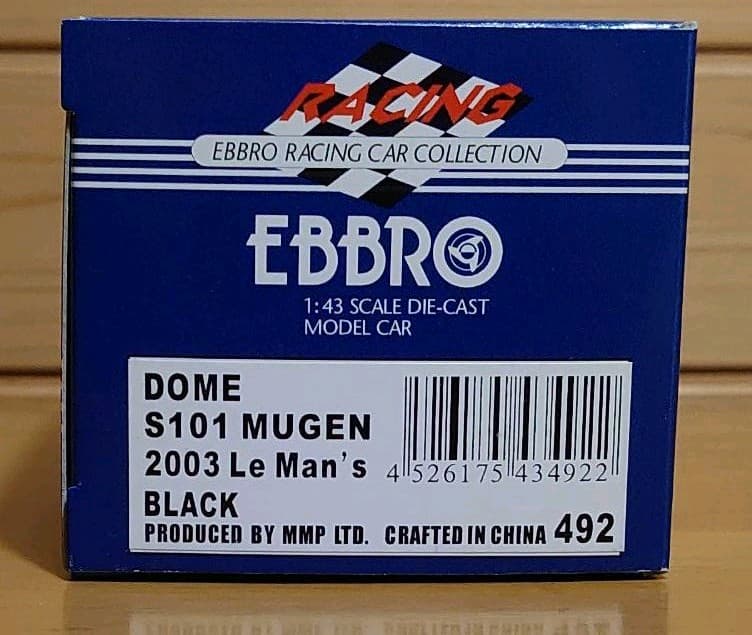 RACING
EBBRO RACING CAR COLLECTION
EBBRO
1:43 SCALE DIE-CAST
MODEL CAR
DOME
S101 MUGEN
2003 Le Man's
BLACK
4 526175 434922
PRODUCED BY MMP LTD. CRAFTED IN CHINA 492